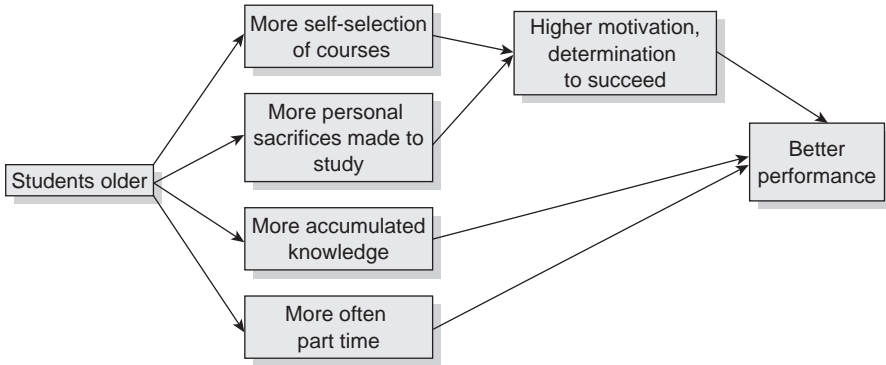 More self-selection
of courses
Higher motivation,
determination
to succeed
More personal
sacrifices made to
study
Students older
Better
performance
More accumulated
knowledge
More often
part time